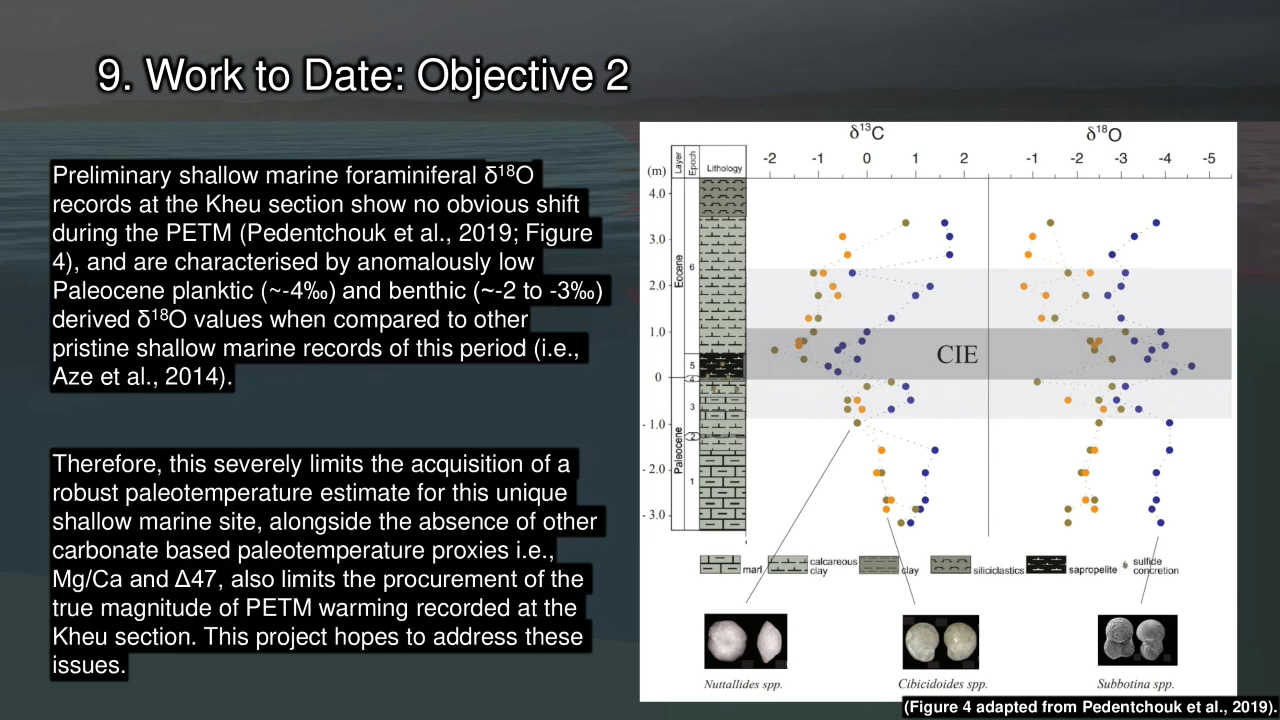 9. Work to Date: Objective 2
Preliminary shallow marine foraminiferal δ¹⁸O
records at the Kheu section show no obvious shift
during the PETM (Pedentchouk et al., 2019; Figure
4), and are characterised by anomalously low
Paleocene planktic (~-4‰) and benthic (~-2 to -3‰)
derived δ¹⁸O values when compared to other
pristine shallow marine records of this period (i.e.,
Aze et al., 2014).
Therefore, this severely limits the acquisition of a
robust paleotemperature estimate for this unique
shallow marine site, alongside the absence of other
carbonate based paleotemperature proxies i.e.,
Mg/Ca and Δ47, also limits the procurement of the
true magnitude of PETM warming recorded at the
Kheu section. This project hopes to address these
issues.
δ¹³C
δ¹⁸O
(m)
Layer
Epoch
Lithology
-2 -1 0 1 2
-1 -2 -3 -4 -5
4.0
3.0
2.0
1.0
0
- 1.0
- 2.0
- 3.0
Eocene
Paleocene
6
5
4
3
2
1
CIE
marl
calcareous
clay
clay
siliciclastics
sapropelite
sulfide
concretion
Nuttallides spp.
Cibicidoides spp.
Subbotina spp.
(Figure 4 adapted from Pedentchouk et al., 2019).